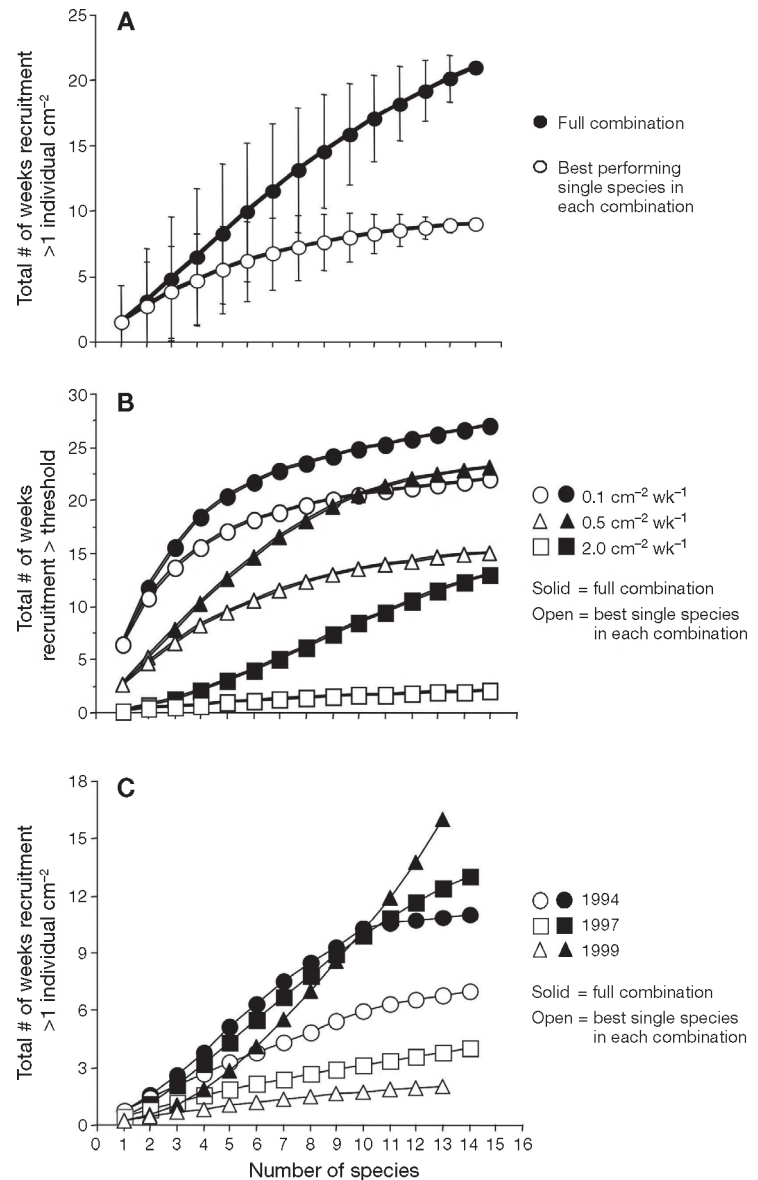 A
Total # of weeks recruitment
>1 individual cm⁻²
25
20
15
10
5
0
Full combination
Best performing
single species in
each combination
B
Total # of weeks
recruitment > threshold
30
25
20
15
10
5
0
0.1 cm⁻² wk⁻¹
0.5 cm⁻² wk⁻¹
2.0 cm⁻² wk⁻¹
Solid = full combination
Open = best single species
in each combination
C
Total # of weeks recruitment
>1 individual cm⁻²
18
15
12
9
6
3
0
1994
1997
1999
Solid = full combination
Open = best single species
in each combination
0 1 2 3 4 5 6 7 8 9 10 11 12 13 14 15 16
Number of species